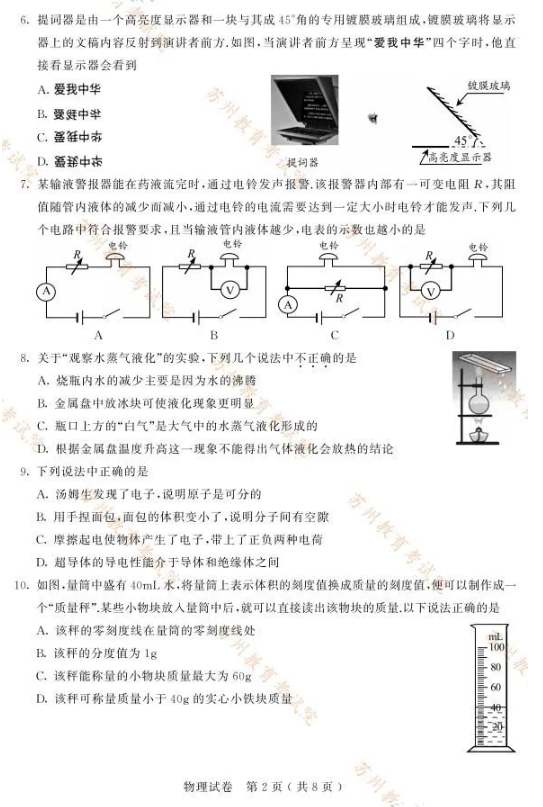 6. 提词器是由一个高亮度显示器和一块与其成 45°角的专用镀膜玻璃组成,镀膜玻璃将显示
器上的文稿内容反射到演讲者前方.如图,当演讲者前方呈现“爱我中华”四个字时,他直
接看显示器会看到
A. 爱我中华
B.
C.
D.
提词器
镀膜玻璃
45°
高亮度显示器
7. 某输液警报器能在药液流完时,通过电铃发声报警.该报警器内部有一可变电阻 R,其阻
值随管内液体的减少而减小,通过电铃的电流需要达到一定大小时电铃才能发声.下列几
个电路中符合报警要求,且当输液管内液体越少,电表的示数也越小的是
R 电铃 A
R 电铃 V
电铃 A R
R 电铃 V
A B C D
8. 关于“观察水蒸气液化”的实验,下列几个说法中不正确的是
A. 烧瓶内水的减少主要是因为水的沸腾
B. 金属盘中放冰块可使液化现象更明显
C. 瓶口上方的“白气”是大气中的水蒸气液化形成的
D. 根据金属盘温度升高这一现象不能得出气体液化会放热的结论
9. 下列说法中正确的是
A. 汤姆生发现了电子,说明原子是可分的
B. 用手捏面包,面包的体积变小了,说明分子间有空隙
C. 摩擦起电使物体产生了电子,带上了正负两种电荷
D. 超导体的导电性能介于导体和绝缘体之间
10. 如图,量筒中盛有 40mL 水,将量筒上表示体积的刻度值换成质量的刻度值,便可以制作成一
个“质量秤”.某些小物块放入量筒中后,就可以直接读出该物块的质量.以下说法正确的是
A. 该秤的零刻度线在量筒的零刻度线处
B. 该秤的分度值为 1g
C. 该秤能称量的小物块质量最大为 60g
D. 该秤可称量质量小于 40g 的实心小铁块质量
mL
100
80
60
40
20
物理试卷 第 2 页 ( 共 8 页 )
苏州教育考试院